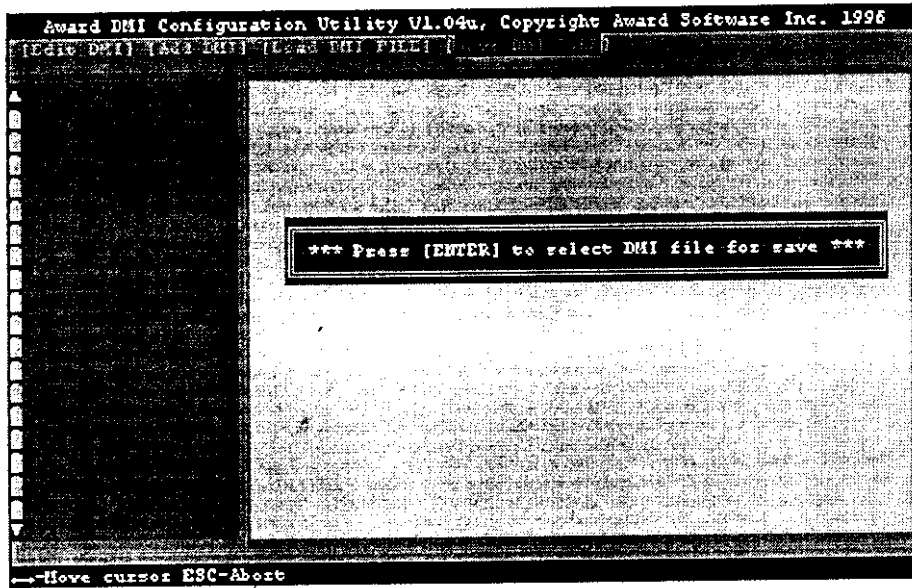 Award DMI Configuration Utility V1.04u, Copyright Award Software Inc. 1996
[Edit DMI] [Add DMI] [Load DMI FILE]
*** Press [ENTER] to select DMI file for save ***
←→-Move cursor ESC-Abort